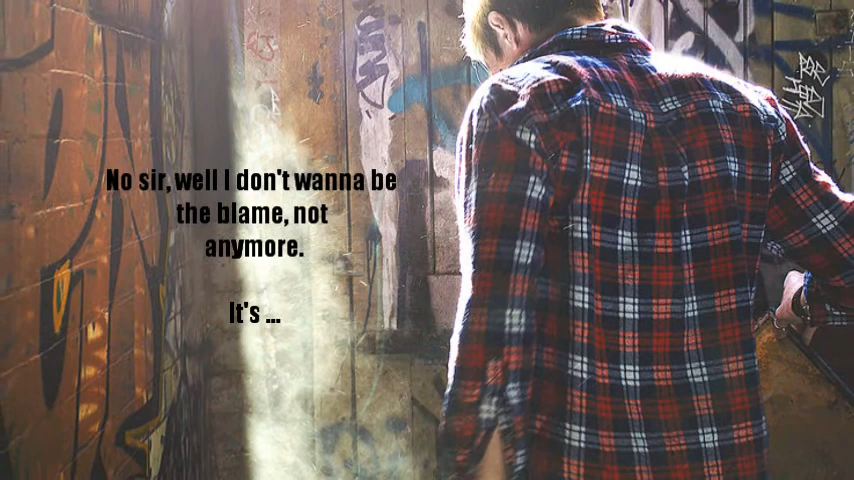 No sir, well I don't wanna be
the blame, not
anymore.
It's ...